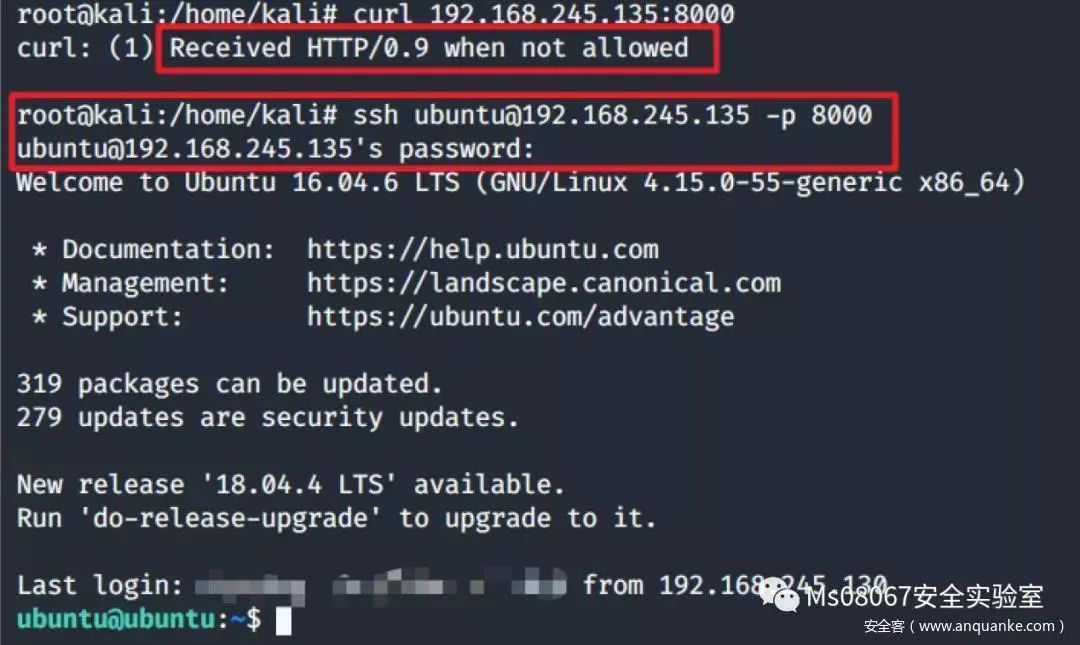 root@kali:/home/kali# curl 192.168.245.135:8000
curl: (1) Received HTTP/0.9 when not allowed
root@kali:/home/kali# ssh ubuntu@192.168.245.135 -p 8000
ubuntu@192.168.245.135's password:
Welcome to Ubuntu 16.04.6 LTS (GNU/Linux 4.15.0-55-generic x86_64)
* Documentation: https://help.ubuntu.com
* Management: https://landscape.canonical.com
* Support: https://ubuntu.com/advantage
319 packages can be updated.
279 updates are security updates.
New release '18.04.4 LTS' available.
Run 'do-release-upgrade' to upgrade to it.
Last login: from 192.168.245.130
Ms08067安全实验室
ubuntu@ubuntu:~$
安全客（www.anquanke.com）